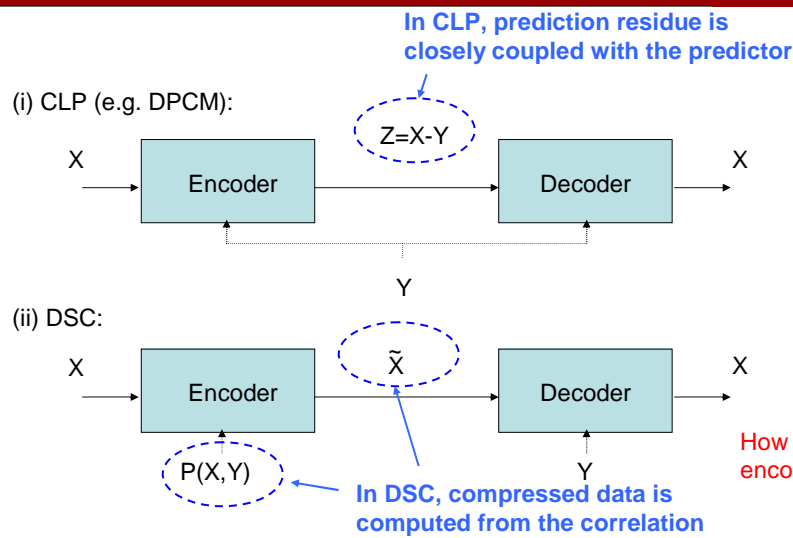 In CLP, prediction residue is
closely coupled with the predictor
(i) CLP (e.g. DPCM):
Z=X-Y
X
Encoder
Decoder
X
Y
(ii) DSC:
X̃
X
Encoder
Decoder
X
How
P(X,Y)
Y
enco
In DSC, compressed data is
computed from the correlation